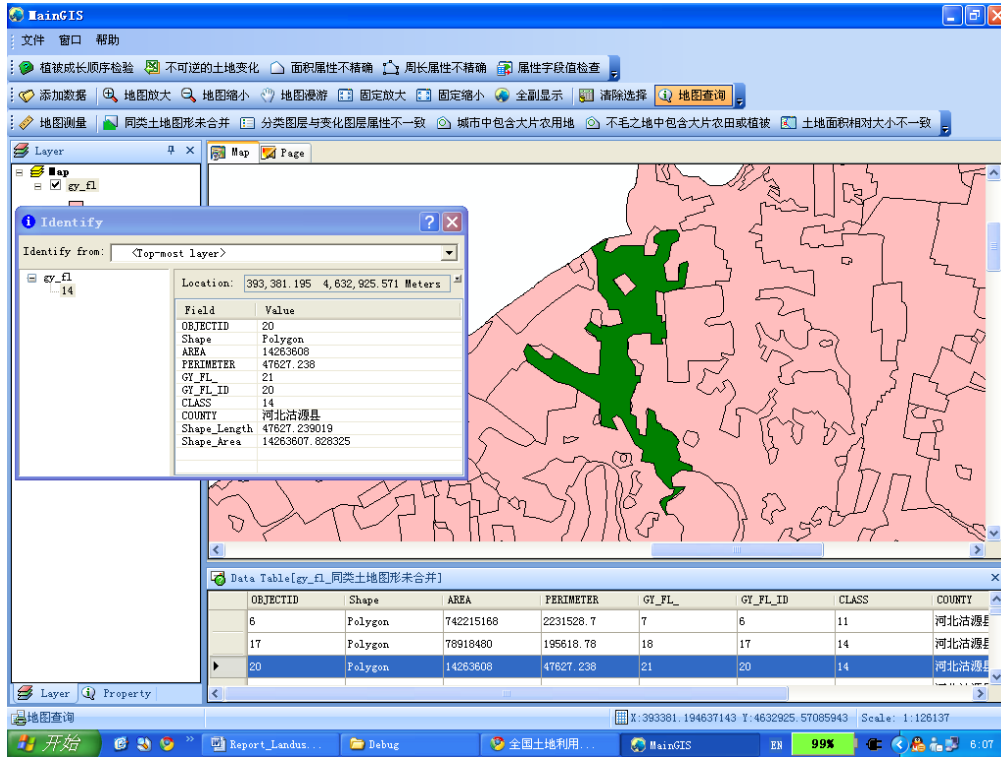 MainGIS
文件 窗口 帮助
植被成长顺序检验 不可逆的土地变化 面积属性不精确 周长属性不精确 属性字段值检查
添加数据 地图放大 地图缩小 地图漫游 固定放大 固定缩小 全副显示 清除选择 地图查询
地图测量 同类土地图形未合并 分类图层与变化图层属性不一致 城市中包含大片农用地 不毛之地中包含大片农田或植被 土地面积相对大小不一致
Layer Map Page
Map
gy_fl
Identify
Identify from: <Top-most layer>
gy_fl
14
Location: 393,381.195 4,632,925.571 Meters
Field Value
OBJECTID 20
Shape Polygon
AREA 14263608
PERIMETER 47627.238
GY_FL_ 21
GY_FL_ID 20
CLASS 14
COUNTY 河北沽源县
Shape_Length 47627.239019
Shape_Area 14263607.828325
Data Table[gy_fl_同类土地图形未合并]
OBJECTID Shape AREA PERIMETER GY_FL_ GY_FL_ID CLASS COUNTY
6 Polygon 742215168 2231528.7 7 6 11 河北沽源县
17 Polygon 78918480 195618.78 18 17 14 河北沽源县
20 Polygon 14263608 47627.238 21 20 14 河北沽源县
Layer Property
地图查询 X:393381.194637143 Y:4632925.57085943 Scale: 1:126137
开始 Report_Landus... Debug 全国土地利用... MainGIS EN 99% 6:07